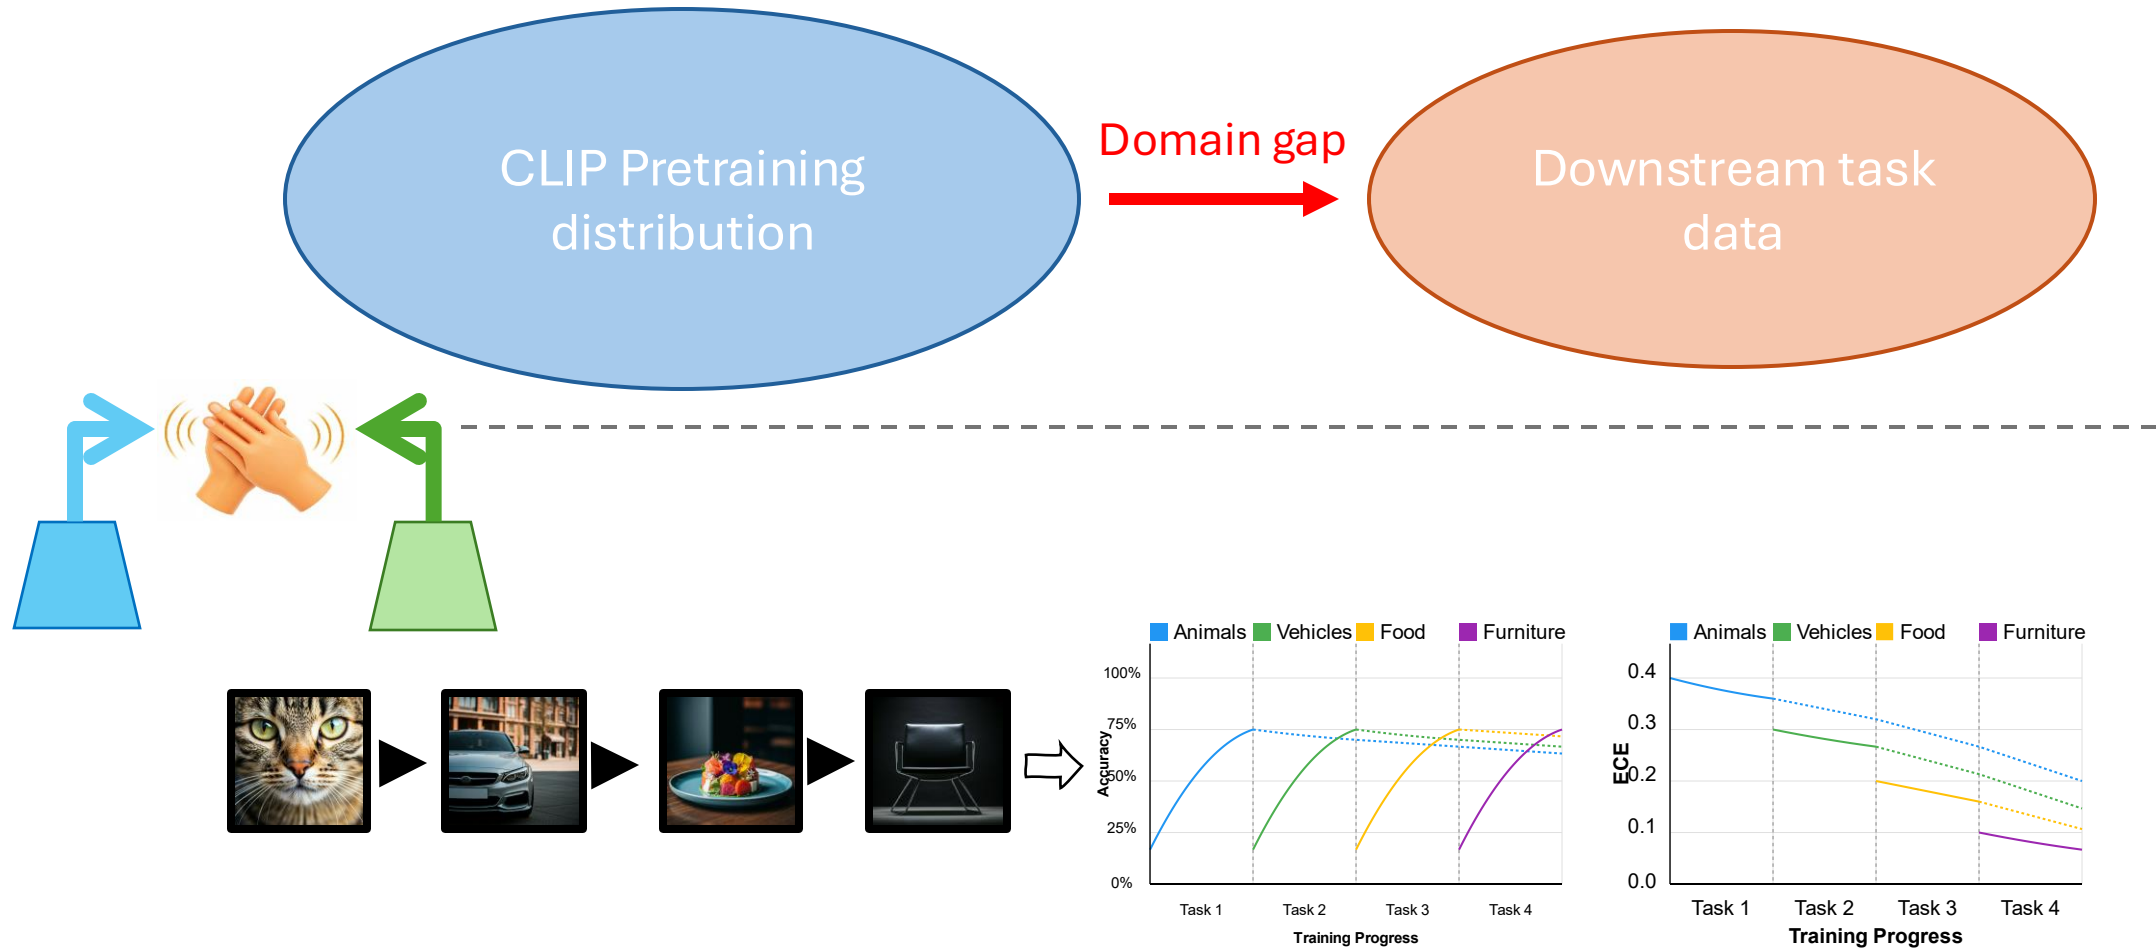 CLIP Pretraining
distribution
Domain gap
Downstream task
data
Animals Vehicles Food Furniture
100%
75%
50%
25%
0%
Accuracy
Task 1 Task 2 Task 3 Task 4
Training Progress
Animals Vehicles Food Furniture
0.4
0.3
0.2
0.1
0.0
ECE
Task 1 Task 2 Task 3 Task 4
Training Progress